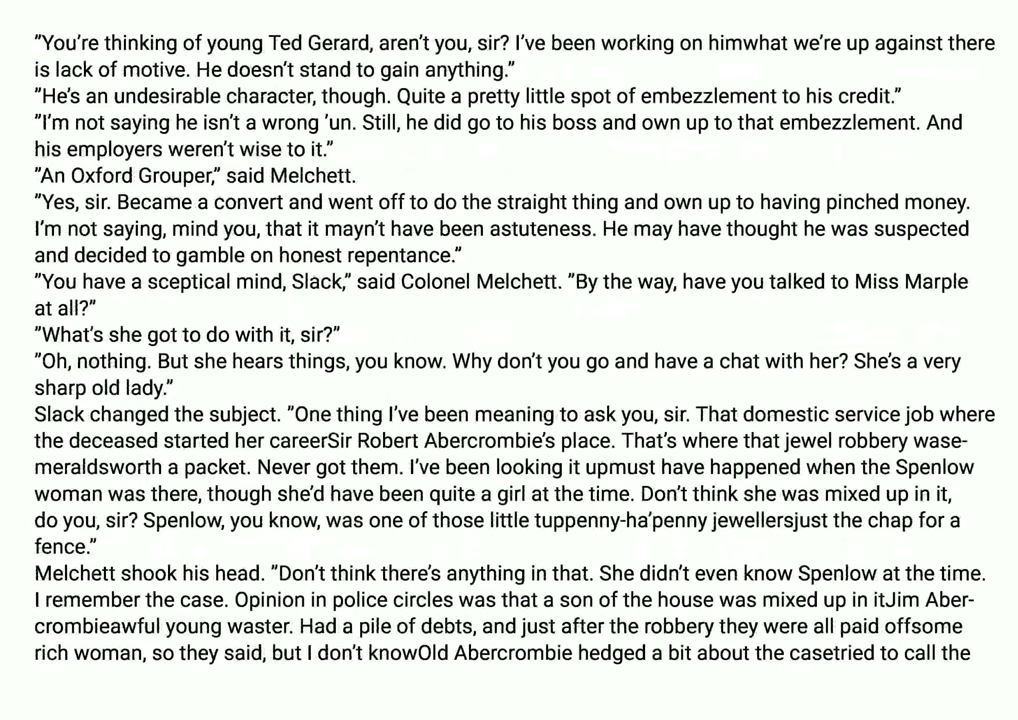 "You're thinking of young Ted Gerard, aren't you, sir? I've been working on himwhat we're up against there
is lack of motive. He doesn't stand to gain anything."
"He's an undesirable character, though. Quite a pretty little spot of embezzlement to his credit."
"I'm not saying he isn't a wrong 'un. Still, he did go to his boss and own up to that embezzlement. And
his employers weren't wise to it."
"An Oxford Grouper," said Melchett.
"Yes, sir. Became a convert and went off to do the straight thing and own up to having pinched money.
I'm not saying, mind you, that it mayn't have been astuteness. He may have thought he was suspected
and decided to gamble on honest repentance."
"You have a sceptical mind, Slack," said Colonel Melchett. "By the way, have you talked to Miss Marple
at all?"
"What's she got to do with it, sir?"
"Oh, nothing. But she hears things, you know. Why don't you go and have a chat with her? She's a very
sharp old lady."
Slack changed the subject. "One thing I've been meaning to ask you, sir. That domestic service job where
the deceased started her careerSir Robert Abercrombie's place. That's where that jewel robbery wase-
meraldsworth a packet. Never got them. I've been looking it upmust have happened when the Spenlow
woman was there, though she'd have been quite a girl at the time. Don't think she was mixed up in it,
do you, sir? Spenlow, you know, was one of those little tuppenny-ha'penny jewellersjust the chap for a
fence."
Melchett shook his head. "Don't think there's anything in that. She didn't even know Spenlow at the time.
I remember the case. Opinion in police circles was that a son of the house was mixed up in itJim Aber-
crombieawful young waster. Had a pile of debts, and just after the robbery they were all paid offsome
rich woman, so they said, but I don't knowOld Abercrombie hedged a bit about the casetried to call the